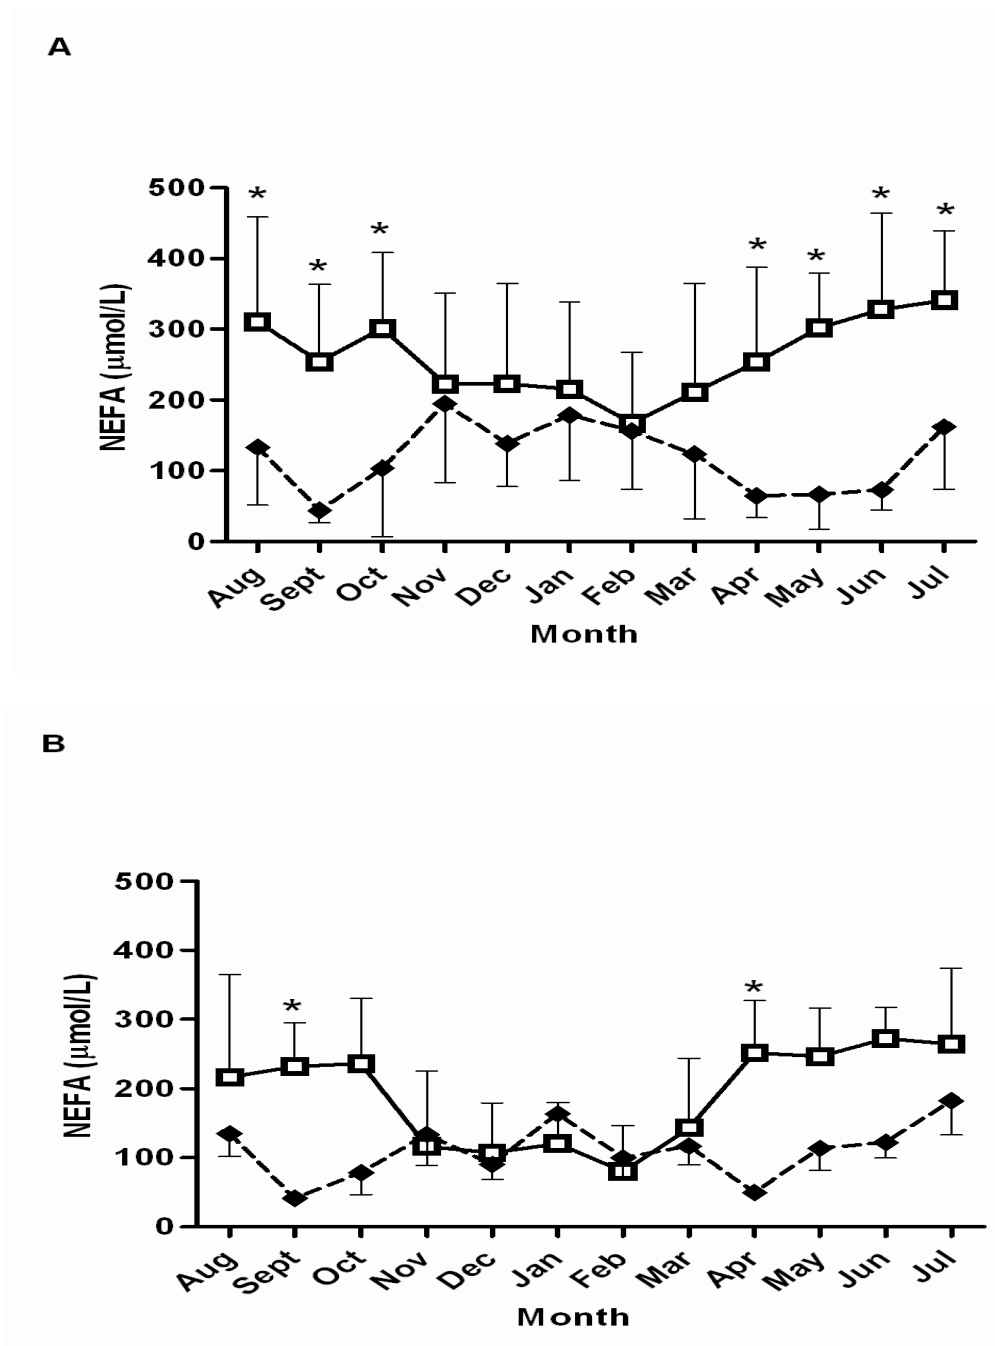 A
* * * * * * *
500
400
300
200
100
0
NEFA (μmol/L)
Aug Sept Oct Nov Dec Jan Feb Mar Apr May Jun Jul
Month
B
* *
500
400
300
200
100
0
NEFA (μmol/L)
Aug Sept Oct Nov Dec Jan Feb Mar Apr May Jun Jul
Month